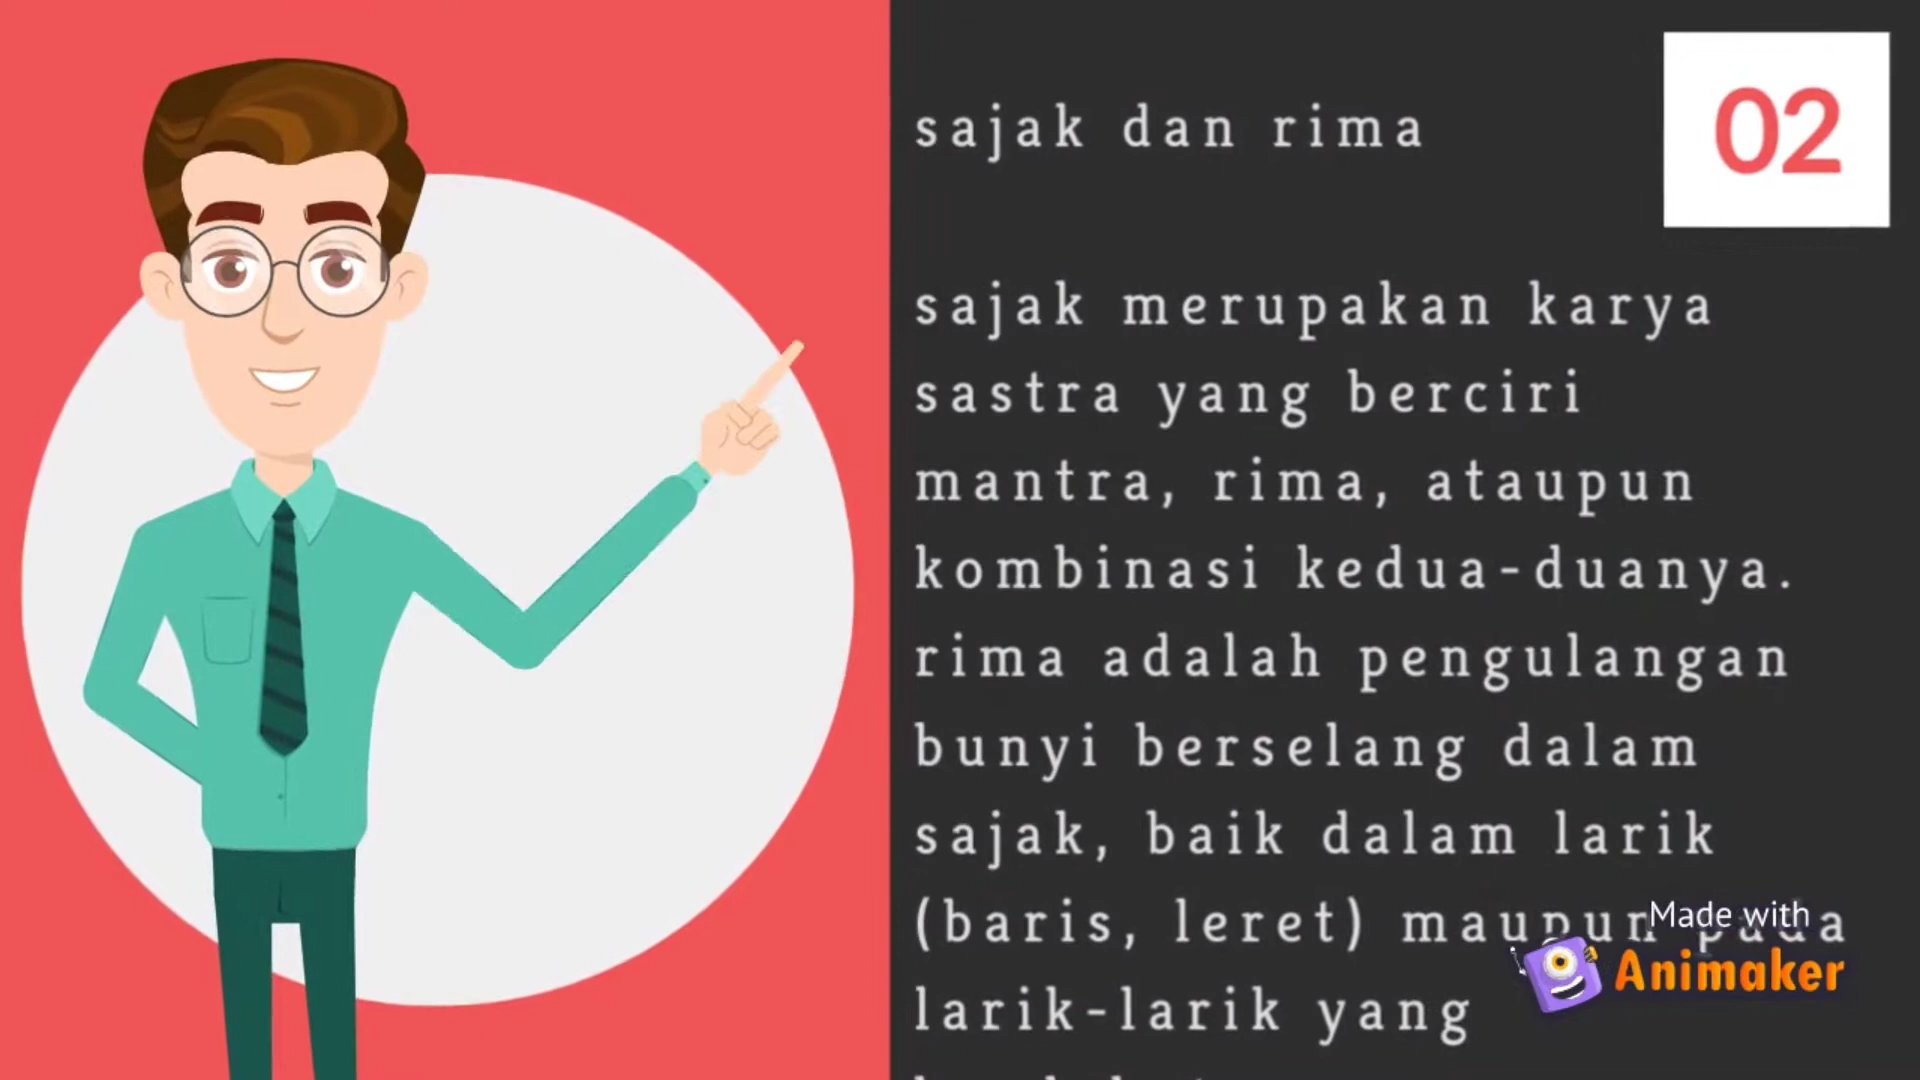 sajak dan rima
02
sajak merupakan karya
sastra yang berciri
mantra, rima, ataupun
kombinasi kedua-duanya.
rima adalah pengulangan
bunyi berselang dalam
sajak, baik dalam larik
(baris, leret) maupun pada
larik-larik yang
Made with
Animaker